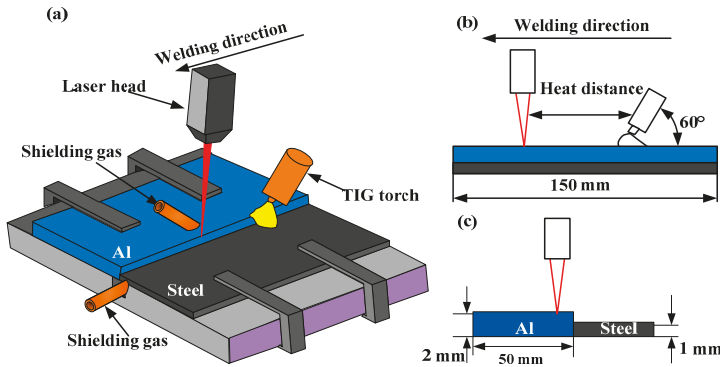 (a)
Welding direction
Laser head
Shielding gas
TIG torch
Al
Steel
Shielding gas
(b)
Welding direction
Heat distance
60°
150 mm
(c)
Al
Steel
2 mm
50 mm
1 mm